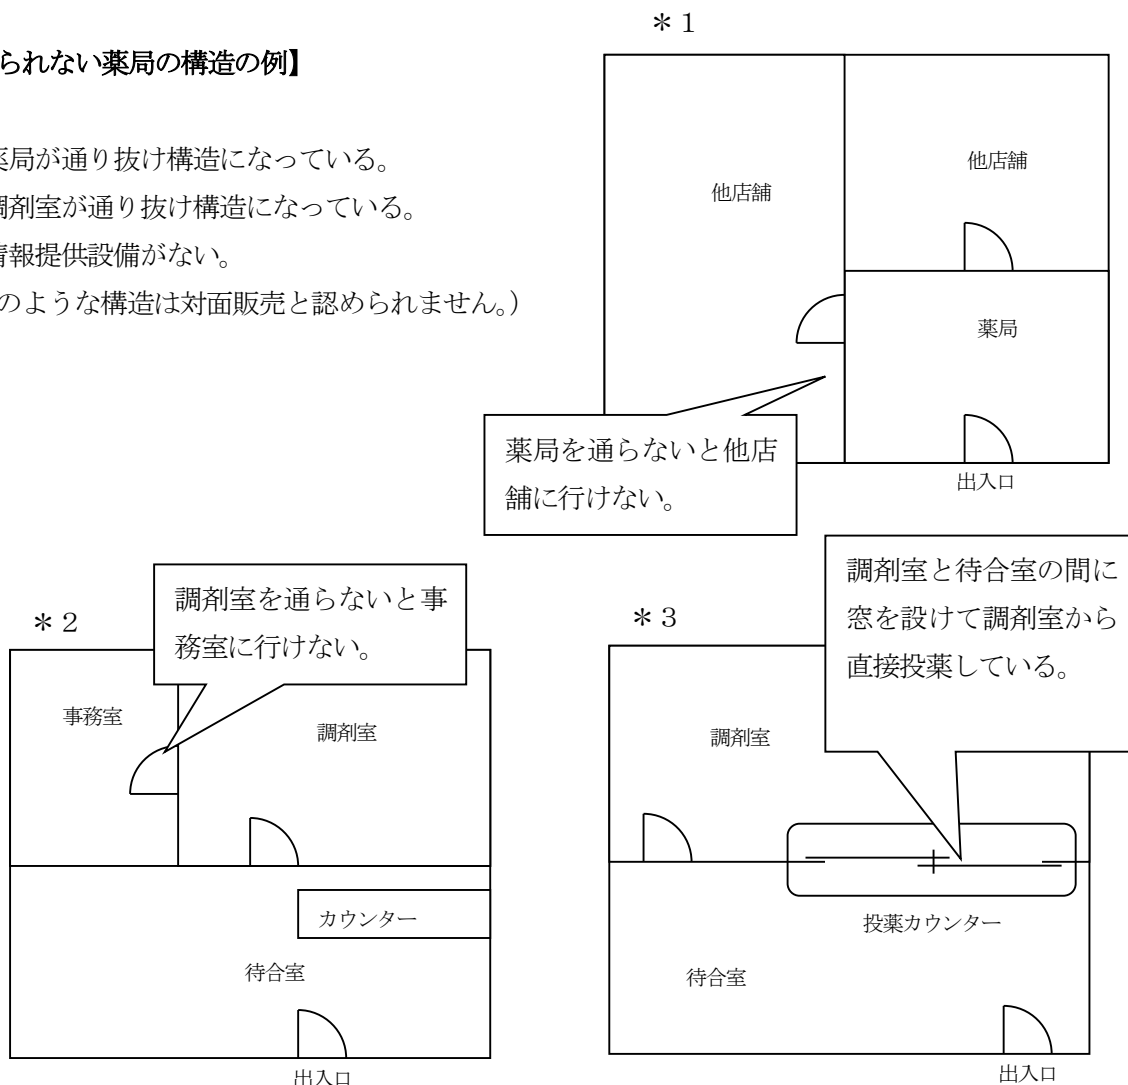 ＊１
られない薬局の構造の例】
薬局が通り抜け構造になっている。
調剤室が通り抜け構造になっている。
情報提供設備がない。
のような構造は対面販売と認められません。）
他店舗
他店舗
薬局
薬局を通らないと他店
舗に行けない。
出入口
＊２
調剤室を通らないと事
務室に行けない。
事務室
調剤室
カウンター
待合室
出入口
＊３
調剤室と待合室の間に
窓を設けて調剤室から
直接投薬している。
調剤室
投薬カウンター
待合室
出入口